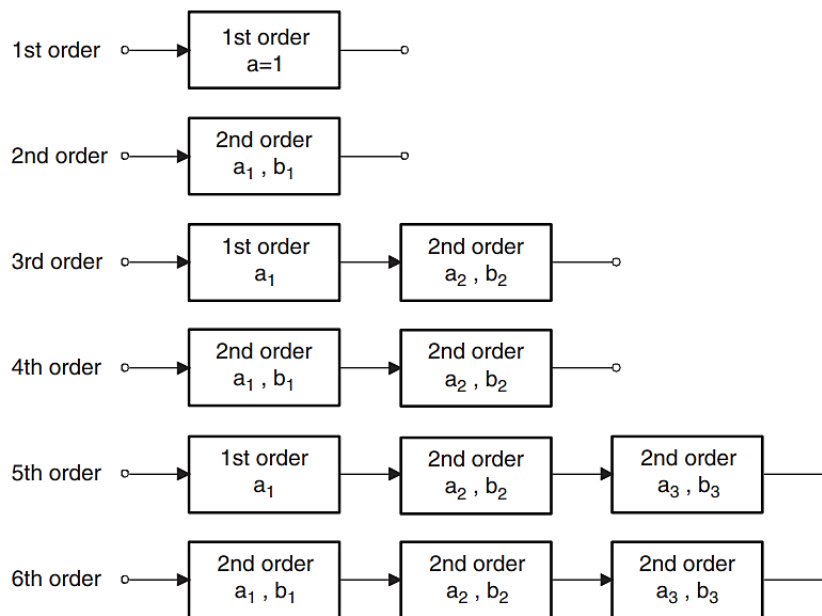 1st order
1st order
a=1
2nd order
2nd order
a₁ , b₁
3rd order
1st order
a₁
2nd order
a₂ , b₂
4th order
2nd order
a₁ , b₁
2nd order
a₂ , b₂
5th order
1st order
a₁
2nd order
a₂ , b₂
2nd order
a₃ , b₃
6th order
2nd order
a₁ , b₁
2nd order
a₂ , b₂
2nd order
a₃ , b₃